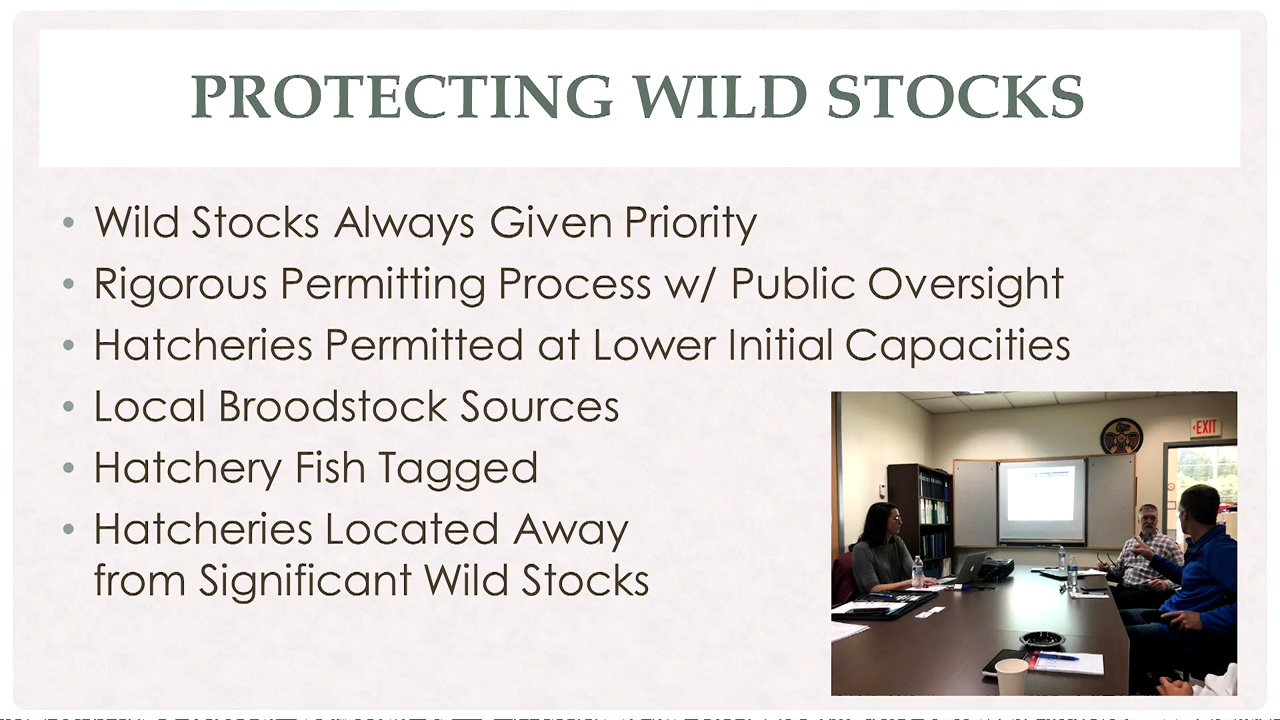 PROTECTING WILD STOCKS
• Wild Stocks Always Given Priority
• Rigorous Permitting Process w/ Public Oversight
• Hatcheries Permitted at Lower Initial Capacities
• Local Broodstock Sources
• Hatchery Fish Tagged
• Hatcheries Located Away
from Significant Wild Stocks
EXIT